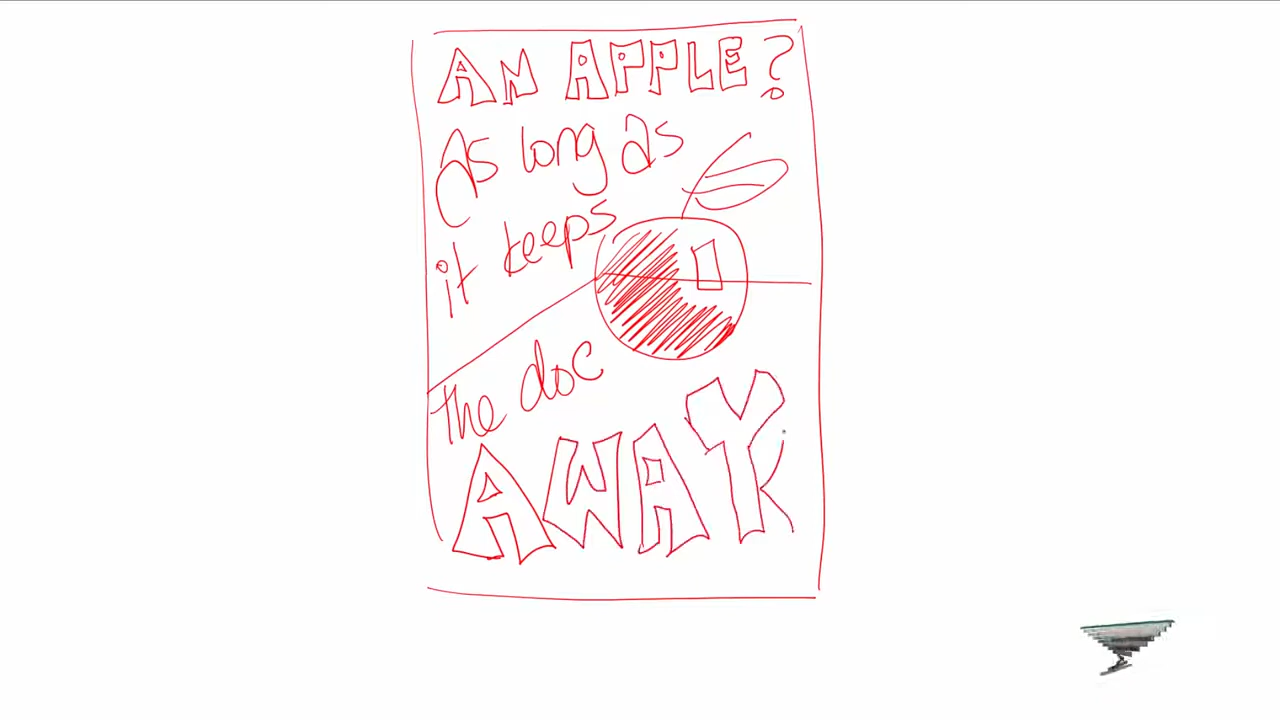 AN APPLE?
As long as
it keeps
The doc
AWAY